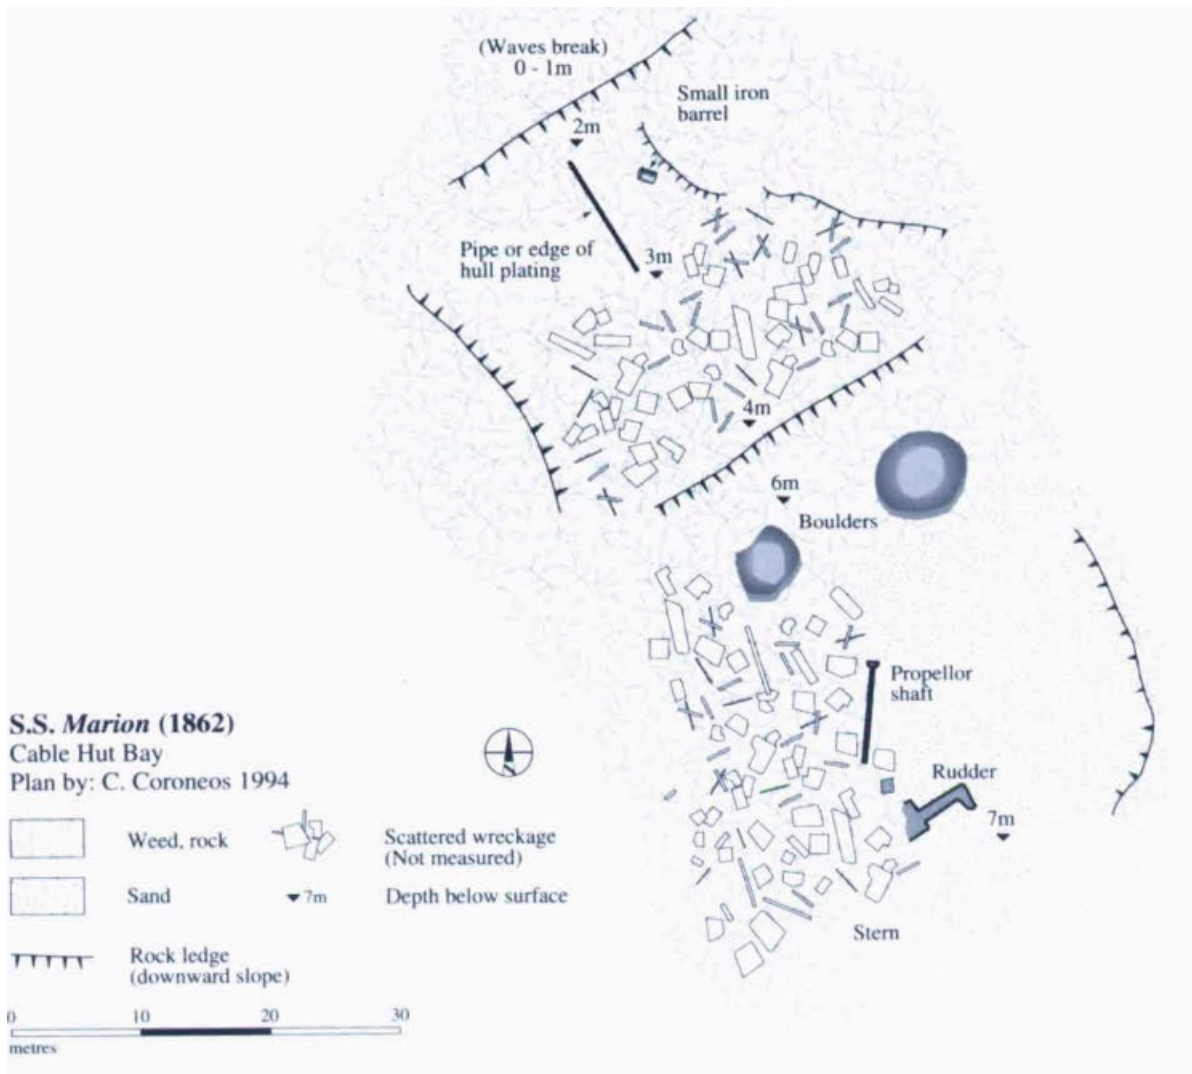 (Waves break)
0 - 1m
Small iron
barrel
2m
Pipe or edge of
hull plating
3m
4m
6m
Boulders
Propellor
shaft
Rudder
7m
Stern
S.S. Marion (1862)
Cable Hut Bay
Plan by: C. Coroneos 1994
S
Weed, rock
Scattered wreckage
(Not measured)
Sand
7m
Depth below surface
Rock ledge
(downward slope)
0 10 20 30
metres